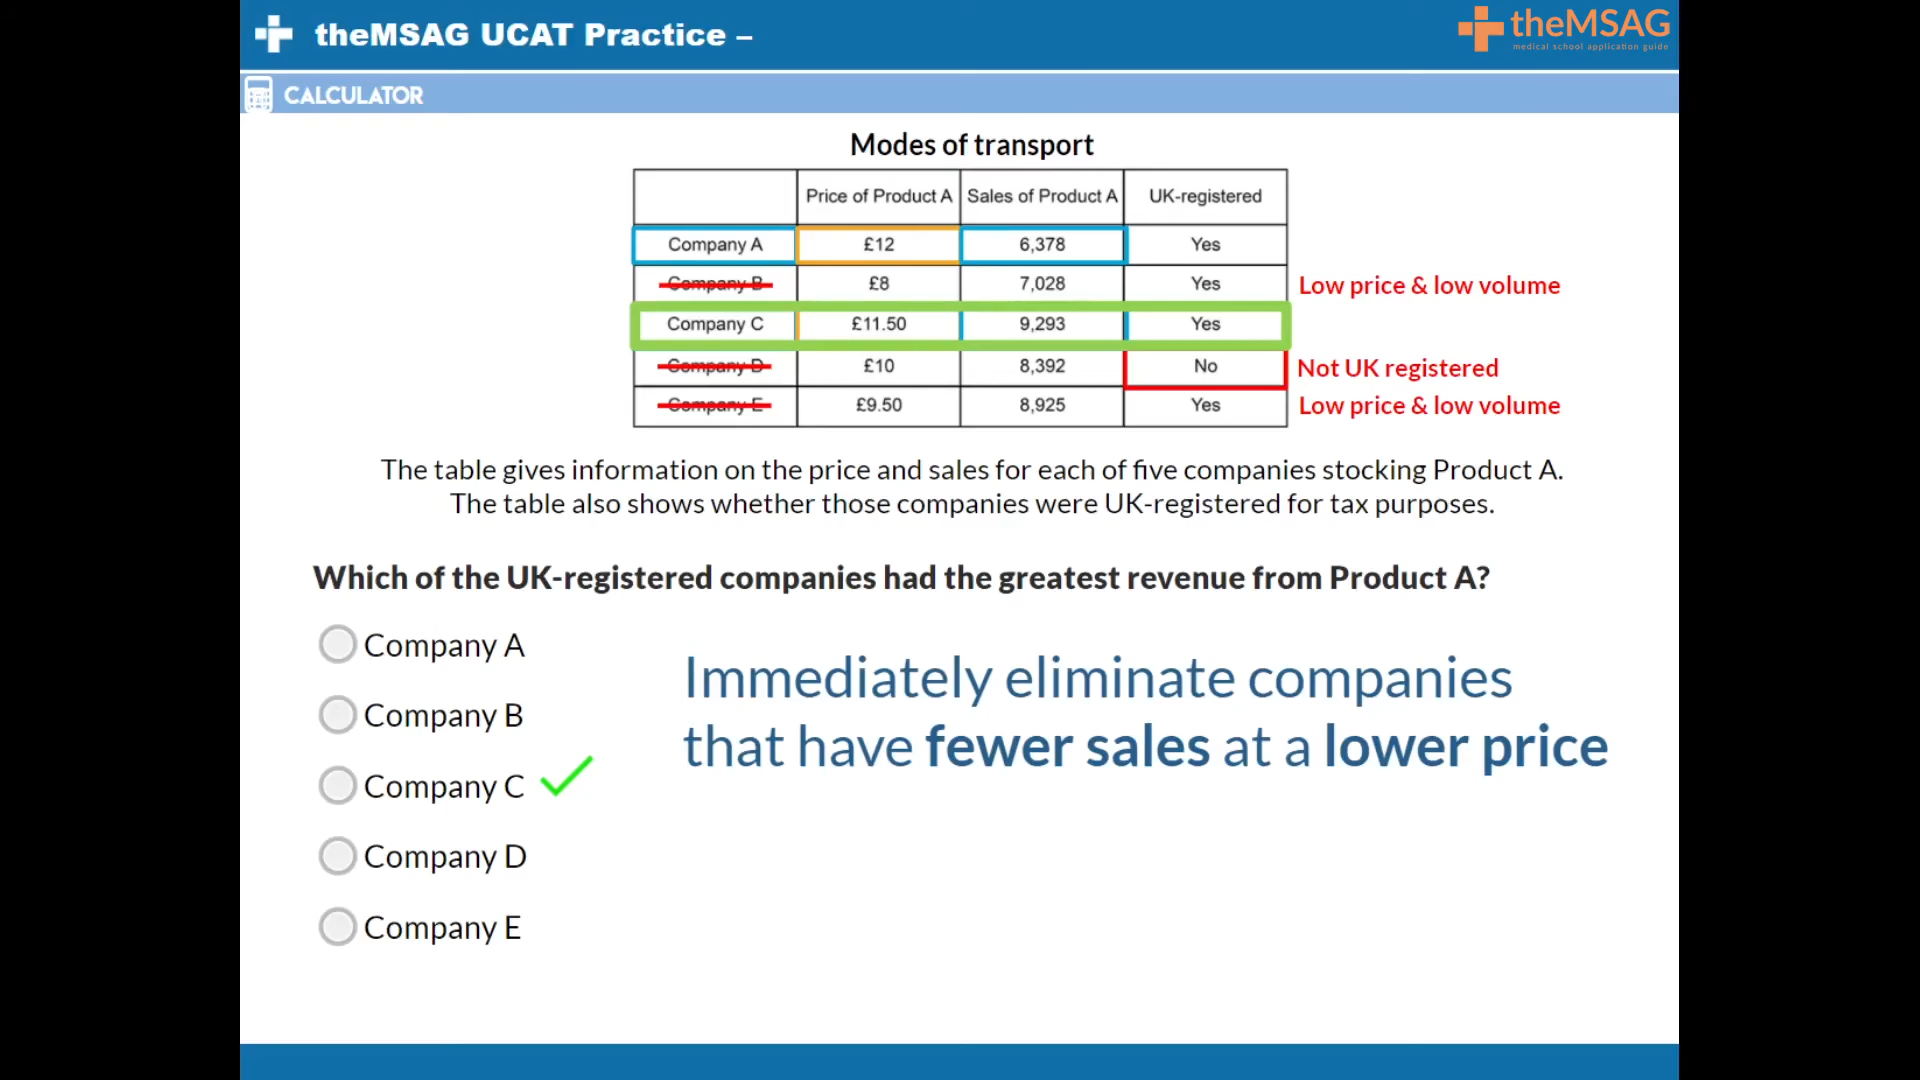 theMSAG UCAT Practice –
theMSAG
medical school application guide
CALCULATOR
Modes of transport
Price of Product A Sales of Product A UK-registered
Company A £12 6,378 Yes
Company B £8 7,028 Yes Low price & low volume
Company C £11.50 9,293 Yes
Company D £10 8,392 No Not UK registered
Company E £9.50 8,925 Yes Low price & low volume
The table gives information on the price and sales for each of five companies stocking Product A.
The table also shows whether those companies were UK-registered for tax purposes.
Which of the UK-registered companies had the greatest revenue from Product A?
Company A
Company B
Company C
Company D
Company E
Immediately eliminate companies
that have fewer sales at a lower price